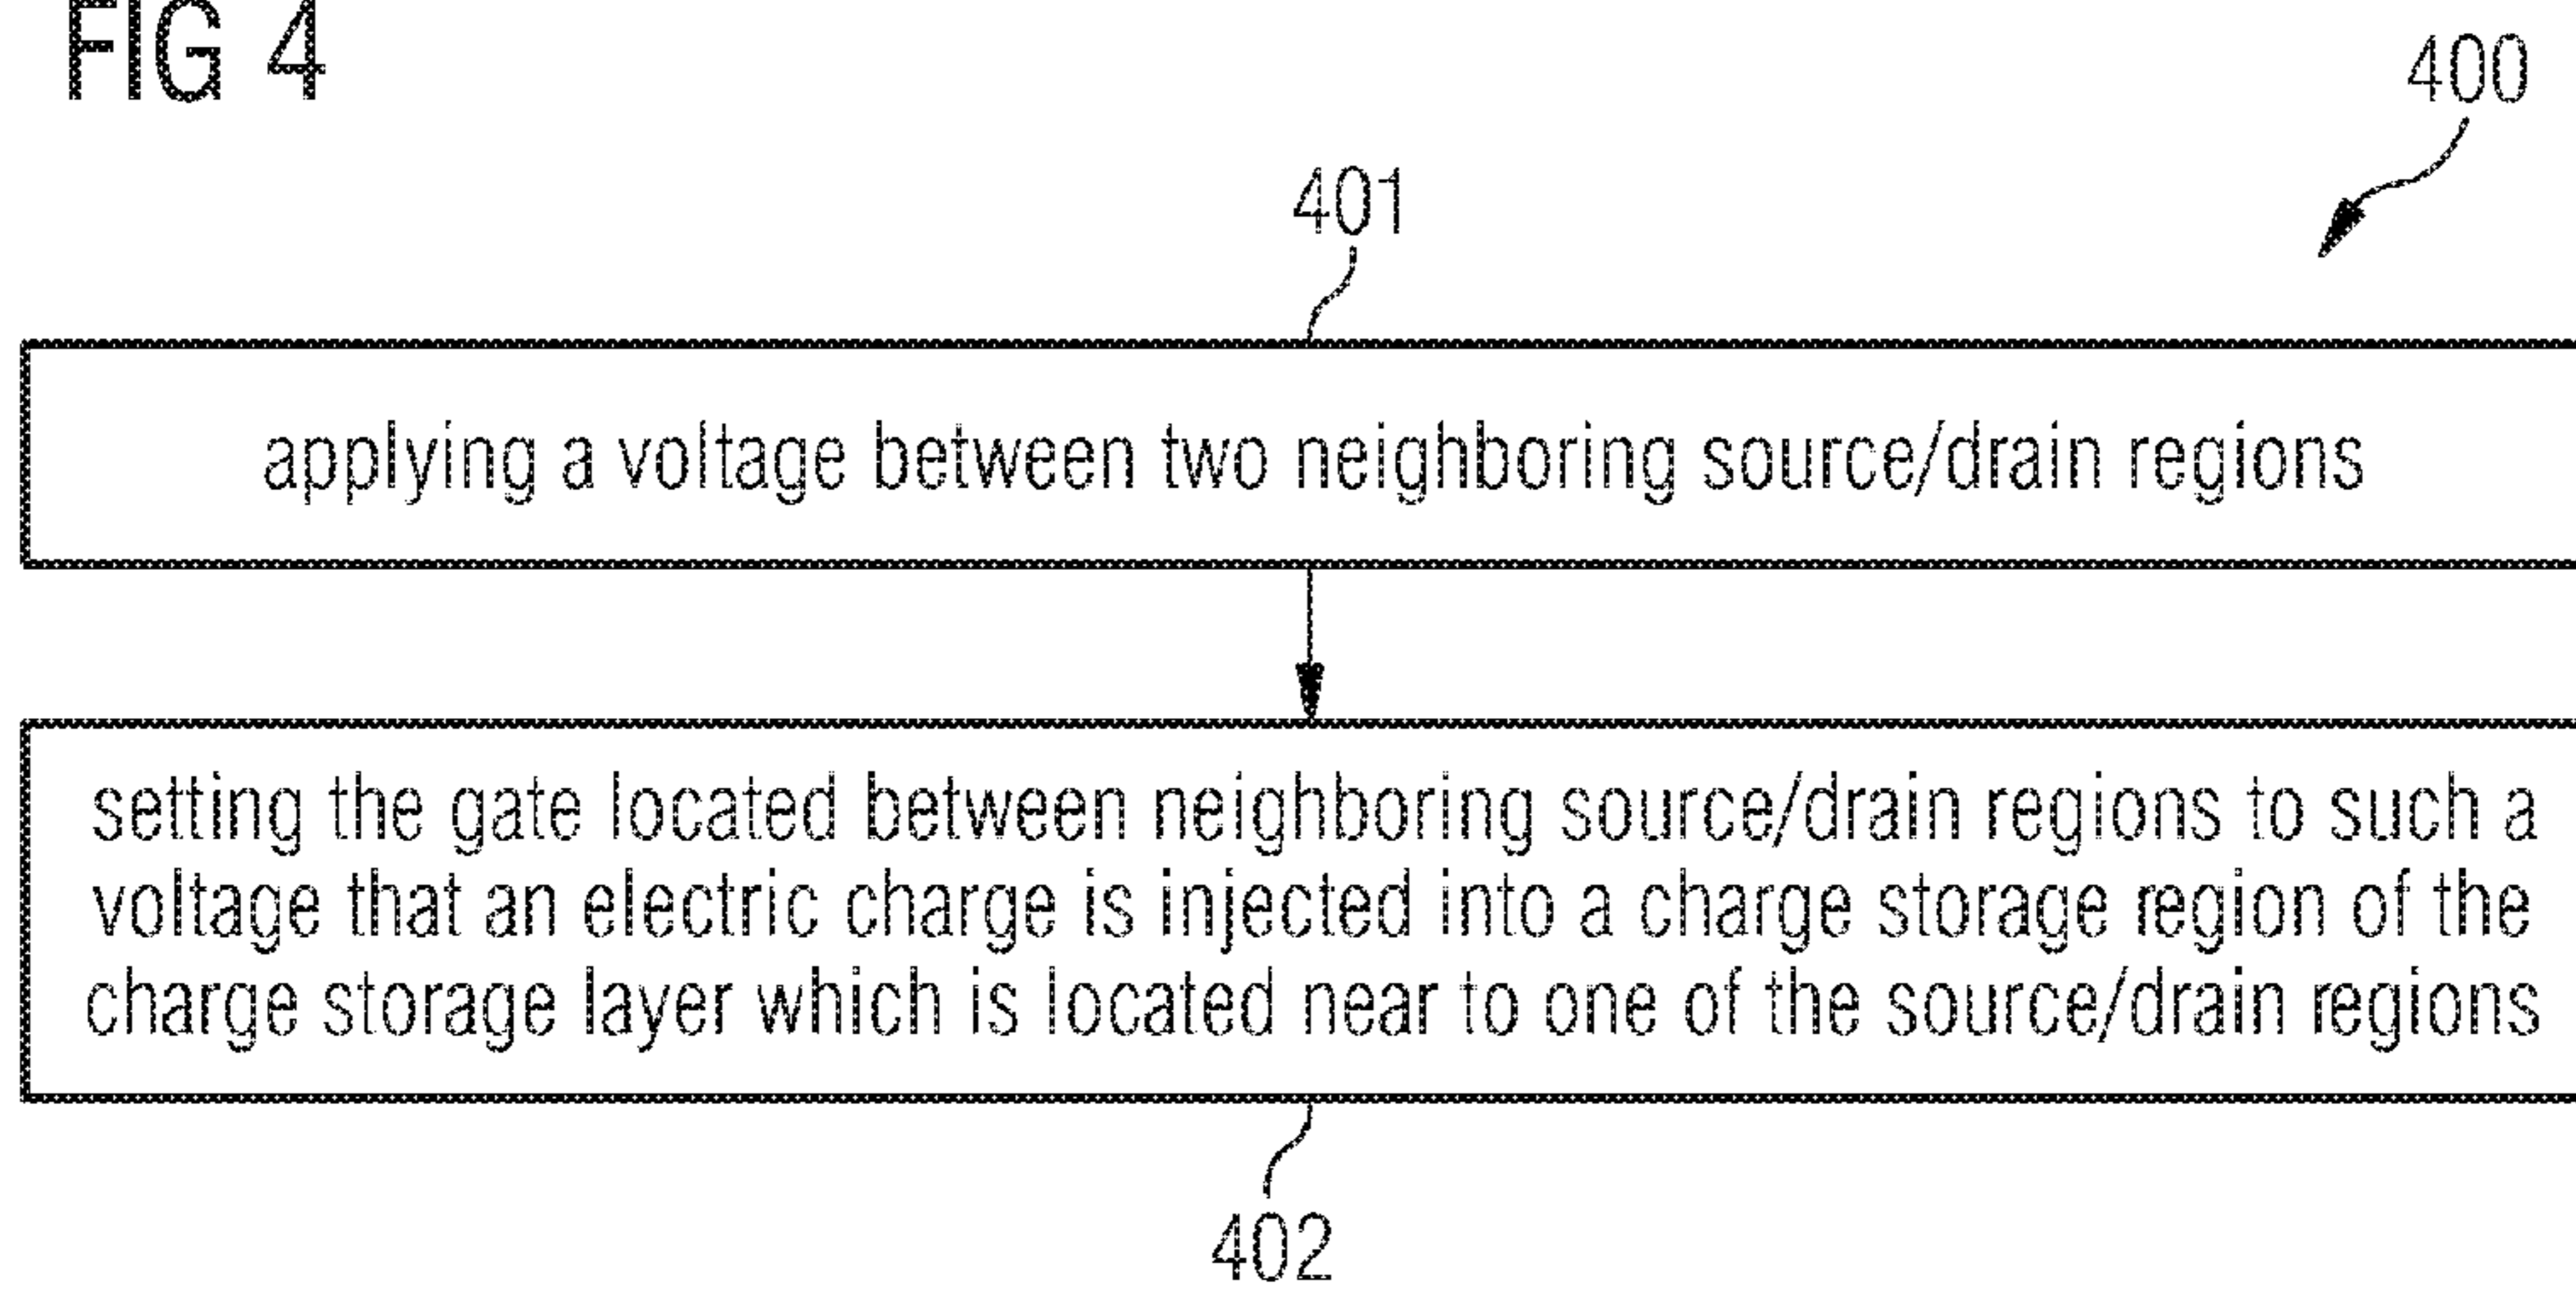 FIG 4
400
401
applying a voltage between two neighboring source/drain regions
setting the gate located between neighboring source/drain regions to such a
voltage that an electric charge is injected into a charge storage region of the
charge storage layer which is located near to one of the source/drain regions
402